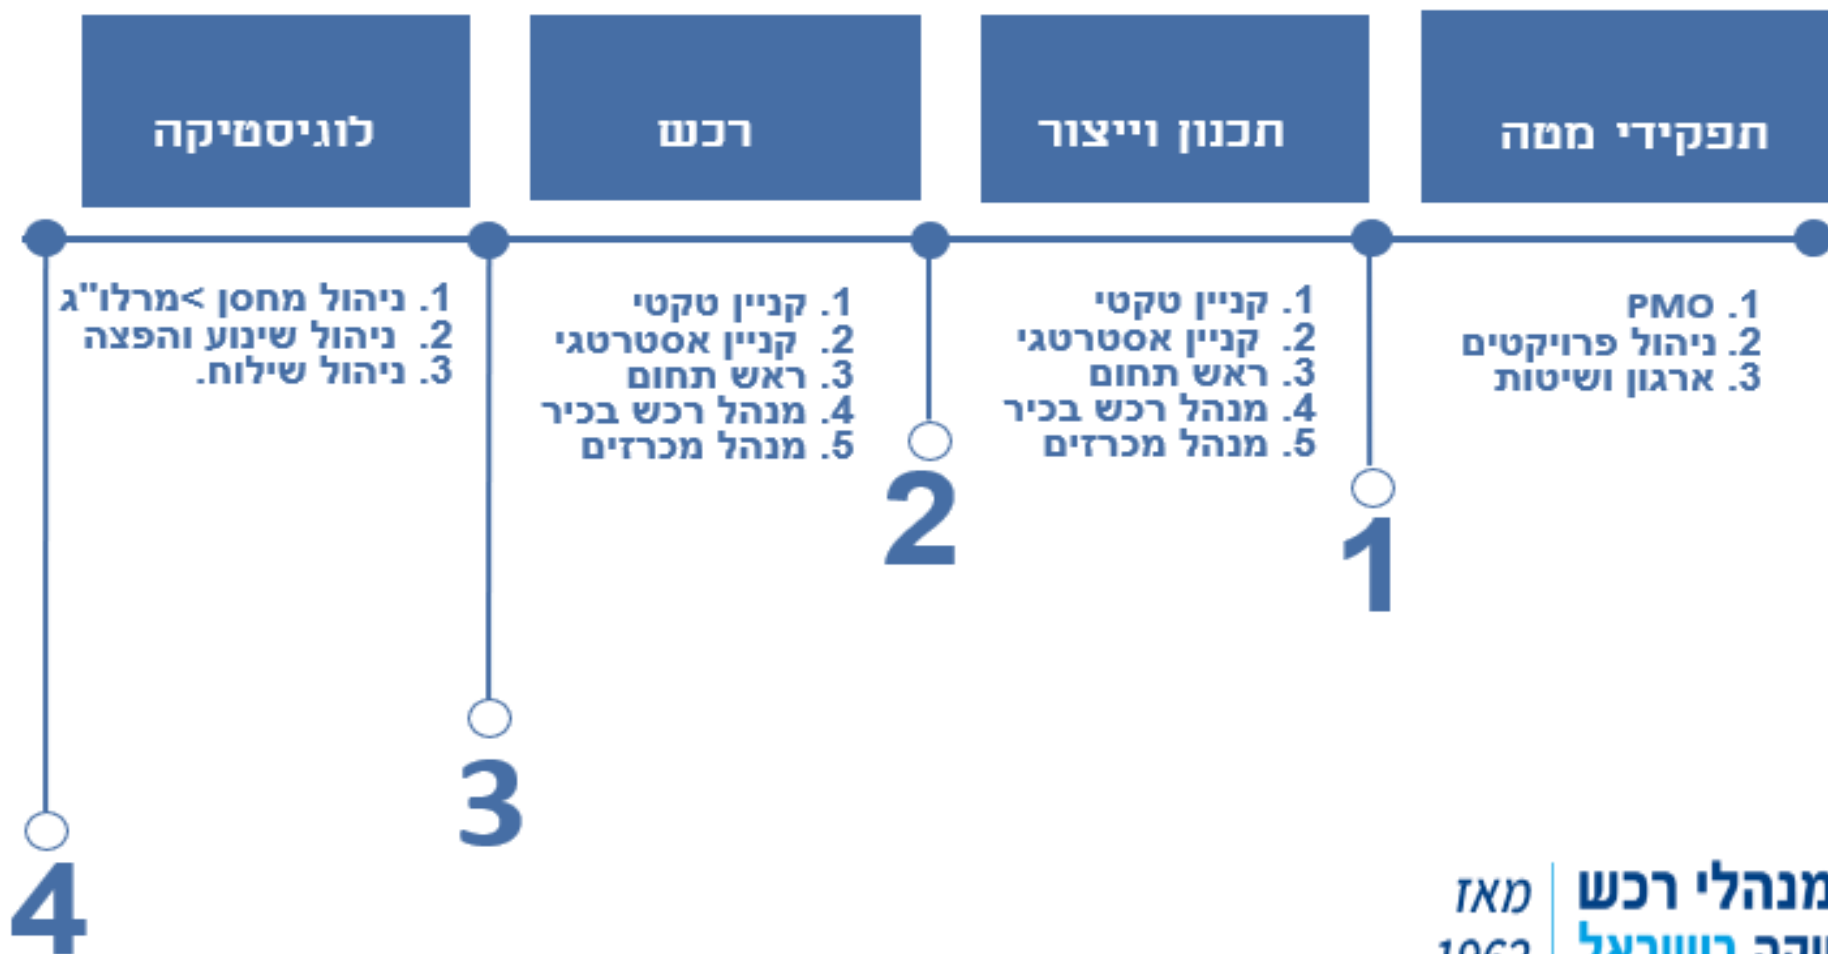 תפקידי מטה
תכנון וייצור
רכש
לוגיסטיקה
1. PMO
2. ניהול פרויקטים
3. ארגון ושיטות
1. קניין טקטי
2. קניין אסטרטגי
3. ראש תחום
4. מנהל רכש בכיר
5. מנהל מכרזים
1. קניין טקטי
2. קניין אסטרטגי
3. ראש תחום
4. מנהל רכש בכיר
5. מנהל מכרזים
1. ניהול מחסן >מרלו"ג
2. ניהול שינוע והפצה
3. ניהול שילוח.
1
2
3
4
מנהלי רכש
בישראל
מאז
1962